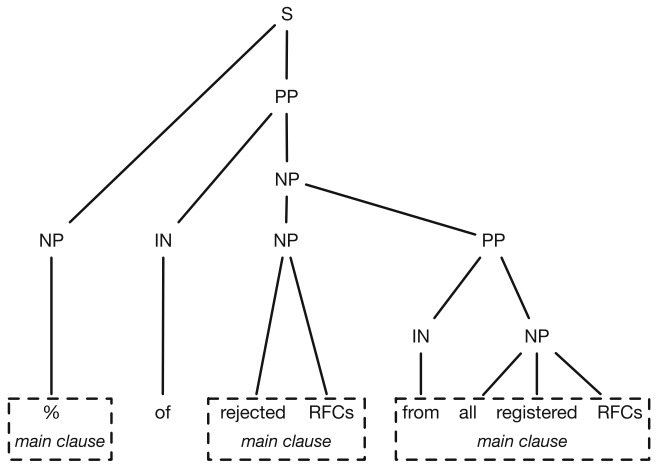 S
PP
NP
NP IN NP PP
IN NP
% of rejected RFCs from all registered RFCs
main clause main clause main clause